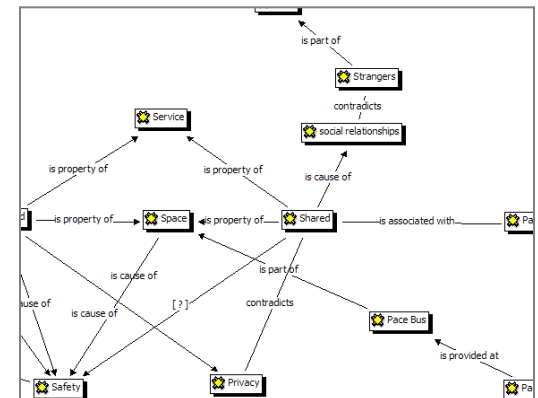 is part of
Strangers
contradicts
Service
social relationships
is property of
is property of
is cause of
is property of
Space
is property of
Shared
is associated with
is part of
is cause of
[ ? ]
contradicts
is cause of
Pace Bus
is provided at
Safety
Privacy